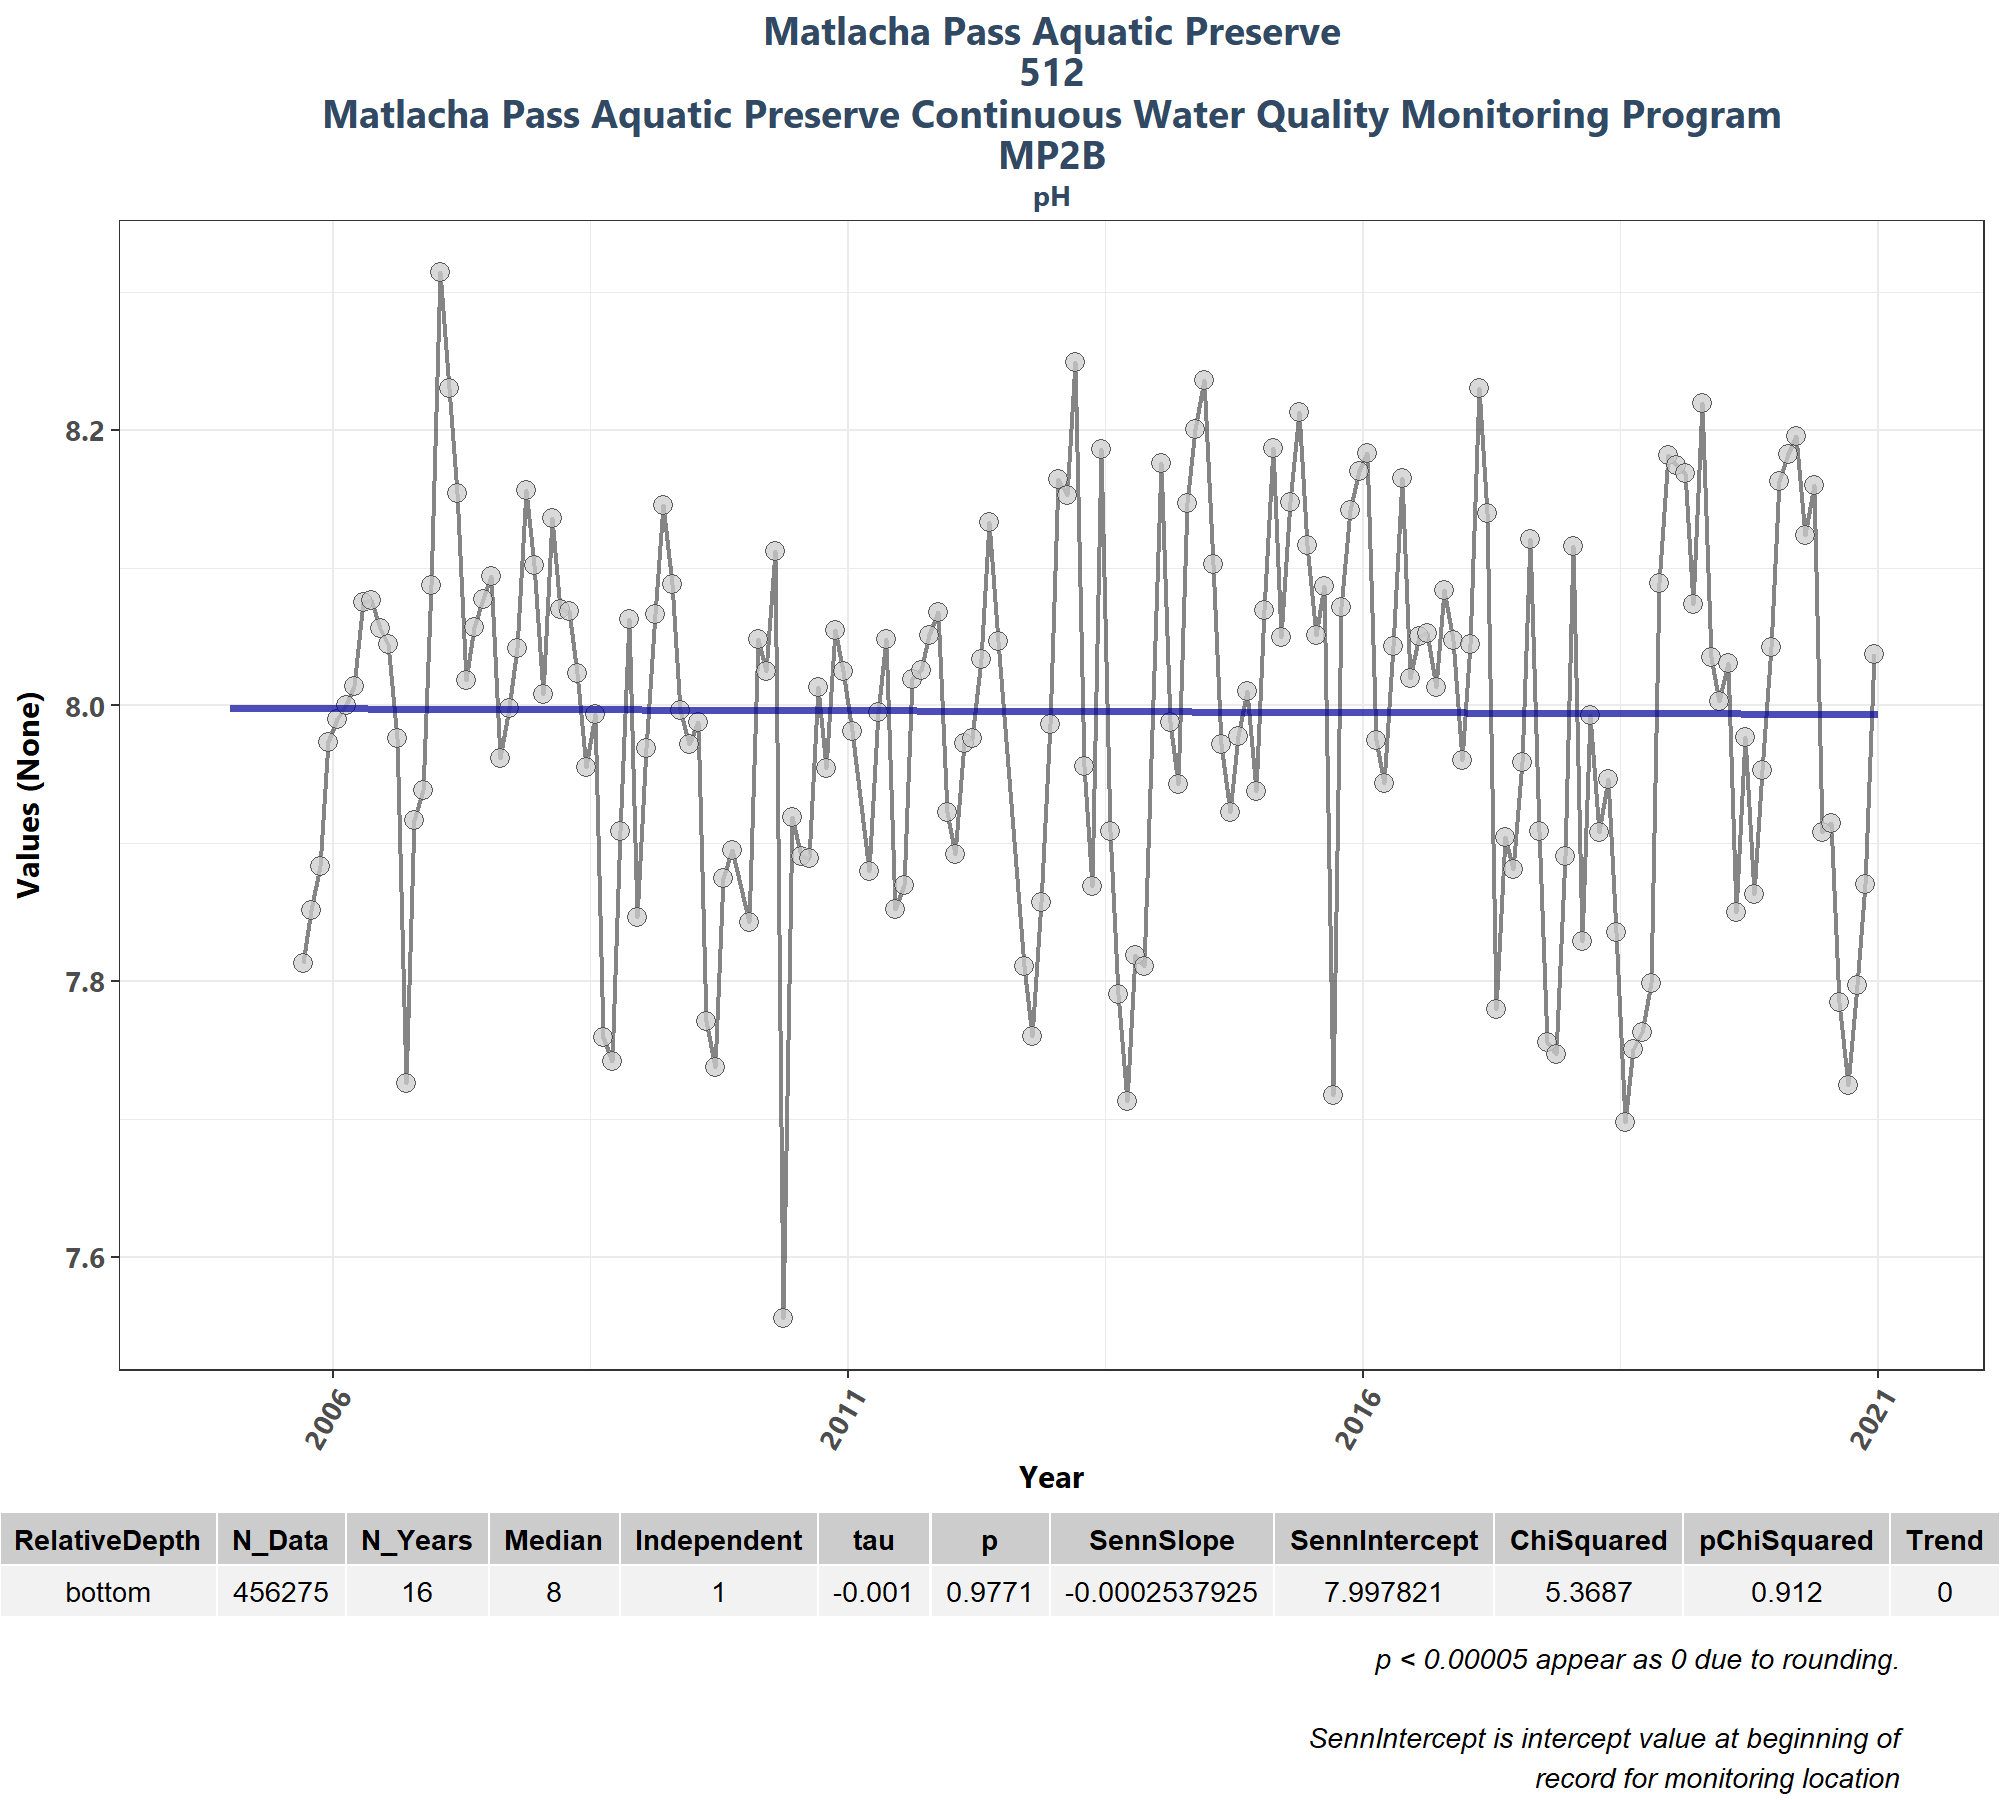 Matlacha Pass Aquatic Preserve
512
Matlacha Pass Aquatic Preserve Continuous Water Quality Monitoring Program
MP2B
pH
Values (None)
8.2
8.0
7.8
7.6
2006 2011 2016 2021
Year
RelativeDepth N_Data N_Years Median Independent tau p SennSlope SennIntercept ChiSquared pChiSquared Trend
bottom 456275 16 8 1 -0.001 0.9771 -0.0002537925 7.997821 5.3687 0.912 0
p < 0.00005 appear as 0 due to rounding.
SennIntercept is intercept value at beginning of
record for monitoring location